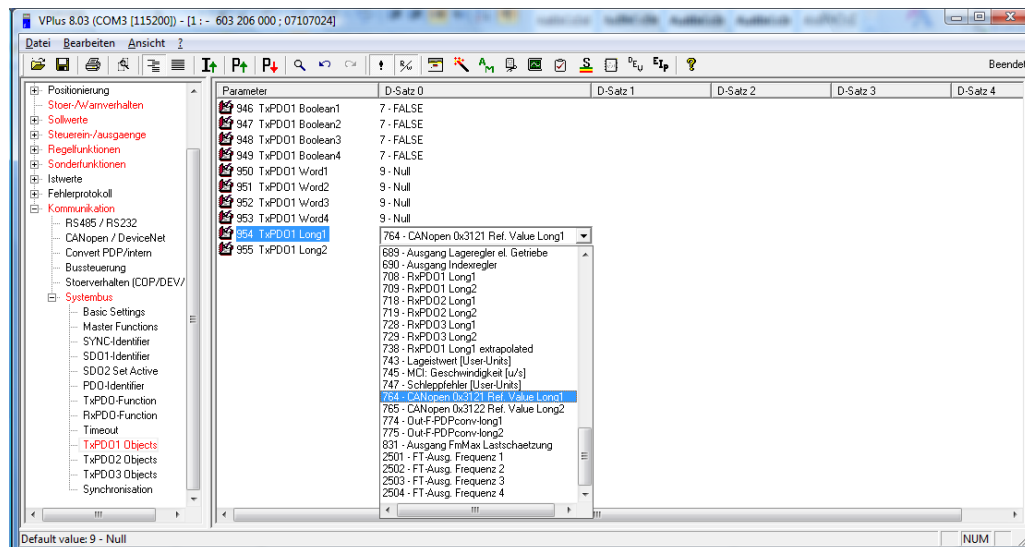 VPlus 8.03 (COM3 [115200]) - [1 : - 603 206 000 ; 07107024]
Datei Bearbeiten Ansicht ?
Beendet
Positionierung
Stoer-/Warnverhalten
Sollwerte
Steuerein-/ausgaenge
Regelfunktionen
Sonderfunktionen
Istwerte
Fehlerprotokoll
Kommunikation
RS485 / RS232
CANopen / DeviceNet
Convert PDP/intern
Bussteuerung
Stoerverhalten (COP/DEV/
Systembus
Basic Settings
Master Functions
SYNC-Identifier
SDO1-Identifier
SDO2 Set Active
PDO-Identifier
TxPDO-Function
RxPDO-Function
Timeout
TxPDO1 Objects
TxPDO2 Objects
TxPDO3 Objects
Synchronisation
Parameter D-Satz 0 D-Satz 1 D-Satz 2 D-Satz 3 D-Satz 4
946 TxPDO1 Boolean1 7 - FALSE
947 TxPDO1 Boolean2 7 - FALSE
948 TxPDO1 Boolean3 7 - FALSE
949 TxPDO1 Boolean4 7 - FALSE
950 TxPDO1 Word1 9 - Null
951 TxPDO1 Word2 9 - Null
952 TxPDO1 Word3 9 - Null
953 TxPDO1 Word4 9 - Null
954 TxPDO1 Long1 764 - CANopen 0x3121 Ref. Value Long1
955 TxPDO1 Long2
689 - Ausgang Lageregler el. Getriebe
690 - Ausgang Indexregler
708 - RxPDO1 Long1
709 - RxPDO1 Long2
718 - RxPDO2 Long1
719 - RxPDO2 Long2
728 - RxPDO3 Long1
729 - RxPDO3 Long2
738 - RxPDO1 Long1 extrapolated
743 - Lageistwert [User-Units]
745 - MCI: Geschwindigkeit [u/s]
747 - Schleppfehler [User-Units]
764 - CANopen 0x3121 Ref. Value Long1
765 - CANopen 0x3122 Ref. Value Long2
774 - Out-F-PDPconv-long1
775 - Out-F-PDPconv-long2
831 - Ausgang FmMax Lastschaetzung
2501 - FT-Ausg. Frequenz 1
2502 - FT-Ausg. Frequenz 2
2503 - FT-Ausg. Frequenz 3
2504 - FT-Ausg. Frequenz 4
Default value: 9 - Null
NUM